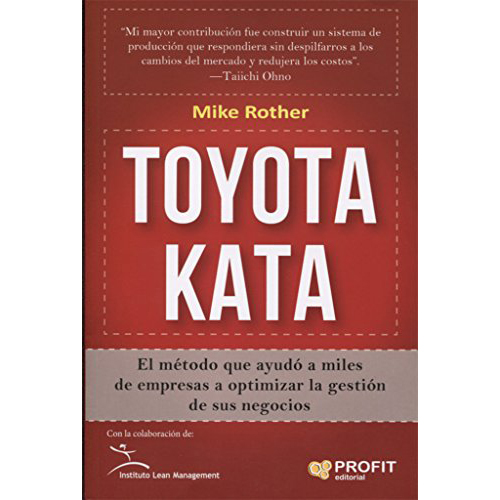 “Mi mayor contribución fue construir un sistema de
producción que respondiera sin despilfarros a los
cambios del mercado y redujera los costos”.
—Taiichi Ohno
Mike Rother
TOYOTA
KATA
El método que ayudó a miles
de empresas a optimizar la gestión
de sus negocios
Con la colaboración de:
Instituto Lean Management
PROFIT
editorial